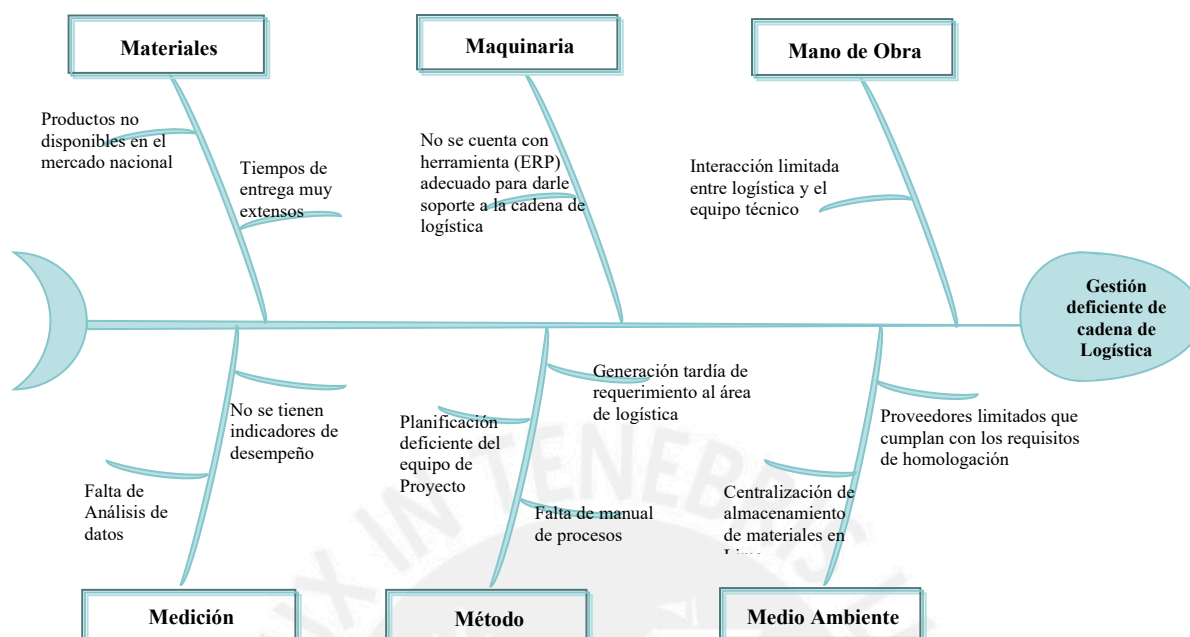 Materiales
Maquinaria
Mano de Obra
Productos no
disponibles en el
mercado nacional
Tiempos de
entrega muy
extensos
No se cuenta con
herramienta (ERP)
adecuado para darle
soporte a la cadena de
logística
Interacción limitada
entre logística y el
equipo técnico
Gestión
deficiente de
cadena de
Logística
No se tienen
indicadores de
desempeño
Falta de
Análisis de
datos
Generación tardía de
requerimiento al área
de logística
Planificación
deficiente del
equipo de
Proyecto
Falta de manual
de procesos
Proveedores limitados que
cumplan con los requisitos
de homologación
Centralización de
almacenamiento
de materiales en
Lima
Medición
Método
Medio Ambiente
IN TENEBRIS